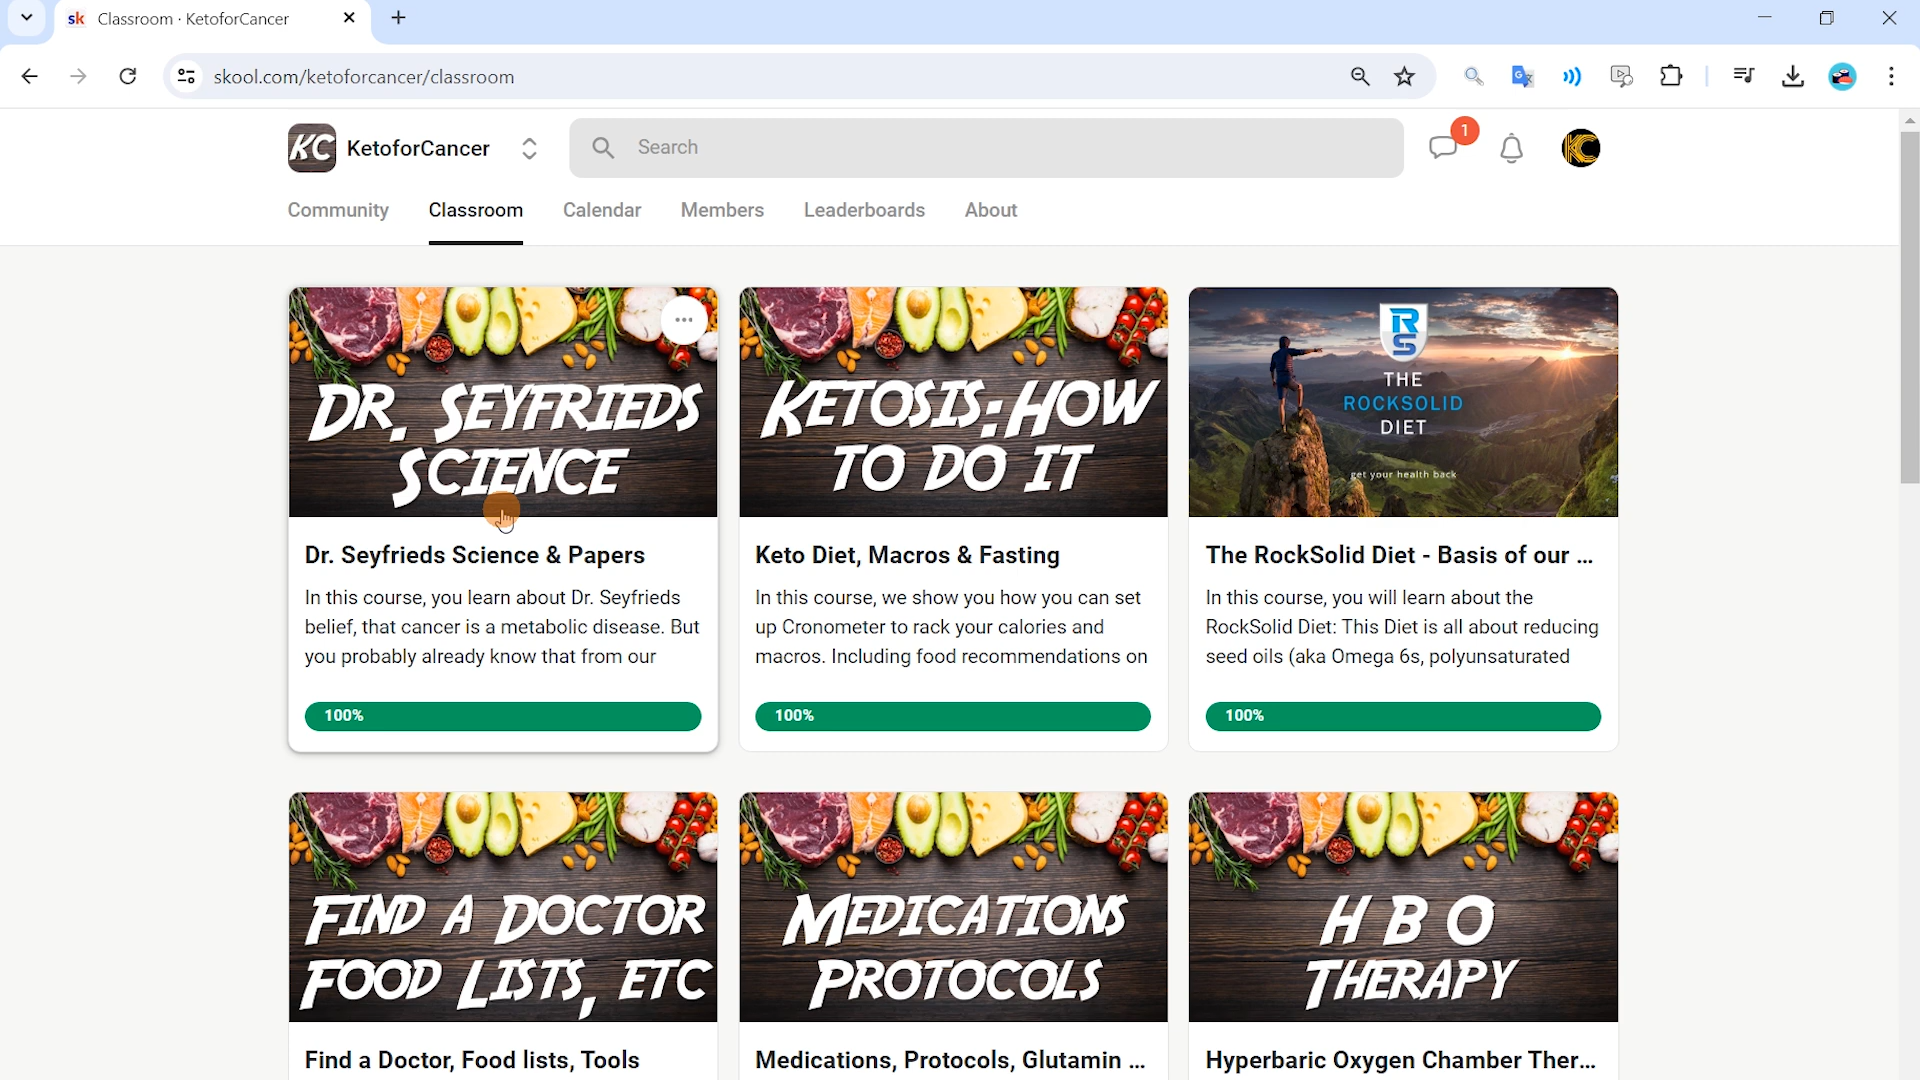 sk Classroom · KetoforCancer
skool.com/ketoforcancer/classroom
KC KetoforCancer
Search
1
KC
Community Classroom Calendar Members Leaderboards About
DR. SEYFRIEDS
SCIENCE
Dr. Seyfrieds Science & Papers
In this course, you learn about Dr. Seyfrieds
belief, that cancer is a metabolic disease. But
you probably already know that from our
100%
KETOSIS: HOW
TO DO IT
Keto Diet, Macros & Fasting
In this course, we show you how you can set
up Cronometer to rack your calories and
macros. Including food recommendations on
100%
RS
THE
ROCKSOLID
DIET
get your health back
The RockSolid Diet - Basis of our ...
In this course, you will learn about the
RockSolid Diet: This Diet is all about reducing
seed oils (aka Omega 6s, polyunsaturated
100%
FIND A DOCTOR
FOOD LISTS, ETC
Find a Doctor, Food lists, Tools
MEDICATIONS
PROTOCOLS
Medications, Protocols, Glutamin ...
HBO
THERAPY
Hyperbaric Oxygen Chamber Ther...